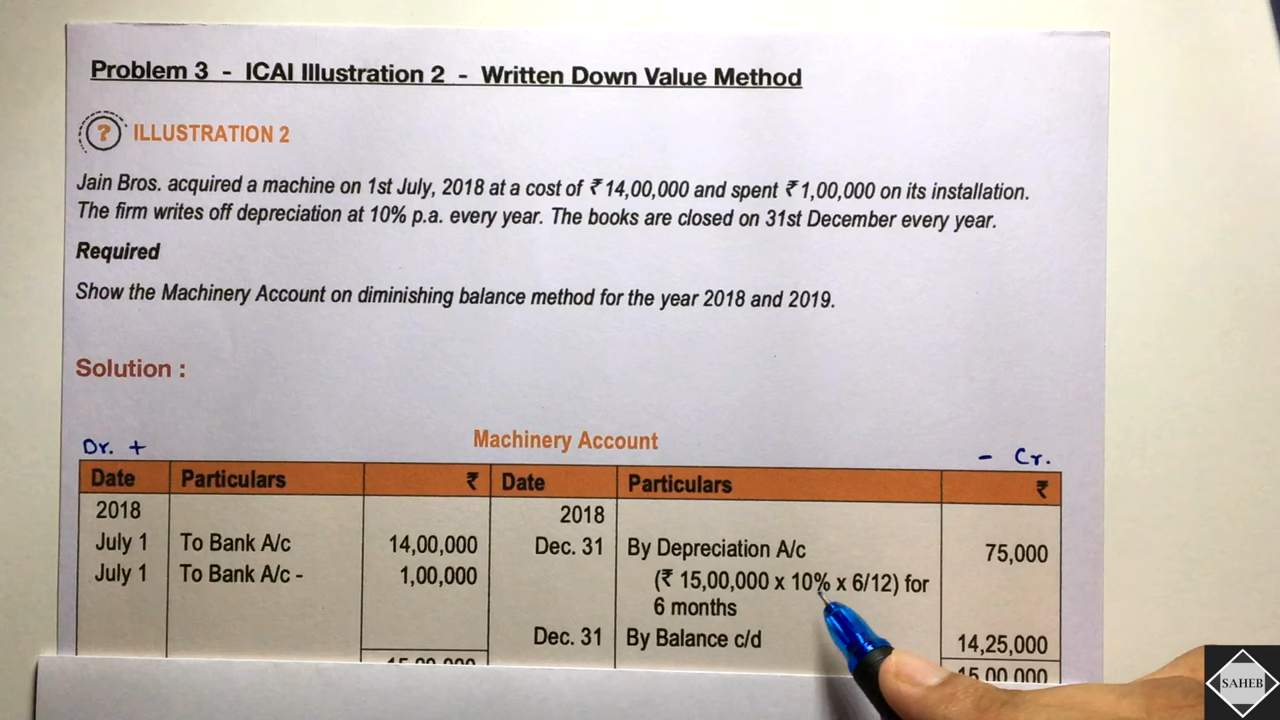 Problem 3 - ICAI Illustration 2 - Written Down Value Method
? ILLUSTRATION 2
Jain Bros. acquired a machine on 1st July, 2018 at a cost of ₹ 14,00,000 and spent ₹ 1,00,000 on its installation.
The firm writes off depreciation at 10% p.a. every year. The books are closed on 31st December every year.
Required
Show the Machinery Account on diminishing balance method for the year 2018 and 2019.
Solution :
Dr. + Machinery Account - Cr.
Date Particulars ₹ Date Particulars ₹
2018 2018
July 1 To Bank A/c 14,00,000 Dec. 31 By Depreciation A/c 75,000
July 1 To Bank A/c - 1,00,000 (₹ 15,00,000 x 10% x 6/12) for
6 months
Dec. 31 By Balance c/d 14,25,000
15,00,000 15,00,000
SAHEB